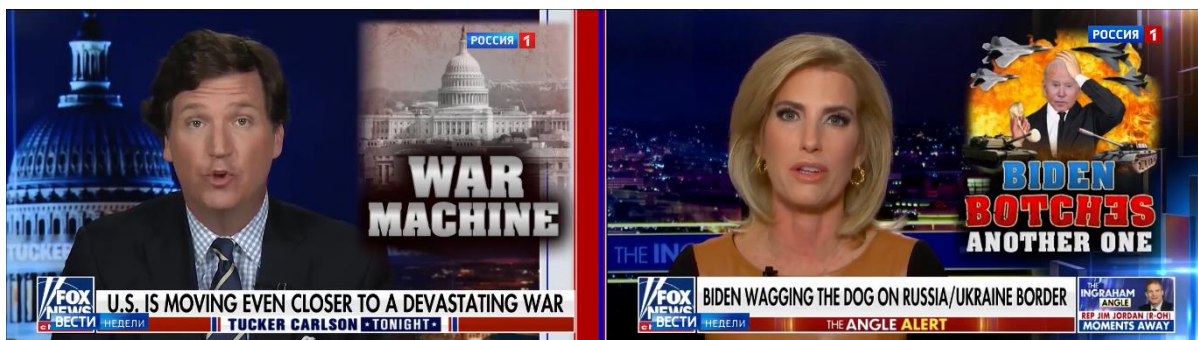 РОССИЯ 1
WAR
MACHINE
TUCKER
FOX
NEWS
U.S. IS MOVING EVEN CLOSER TO A DEVASTATING WAR
ВЕСТИ НЕДЕЛИ
TUCKER CARLSON ★TONIGHT★
РОССИЯ 1
BIDEN
BOTCHES
ANOTHER ONE
THE IN
FOX
NEWS
BIDEN WAGGING THE DOG ON RUSSIA/UKRAINE BORDER
ВЕСТИ НЕДЕЛИ
THE ANGLE ALERT
THE
INGRAHAM
ANGLE
REP JIM JORDAN (R-OH)
MOMENTS AWAY